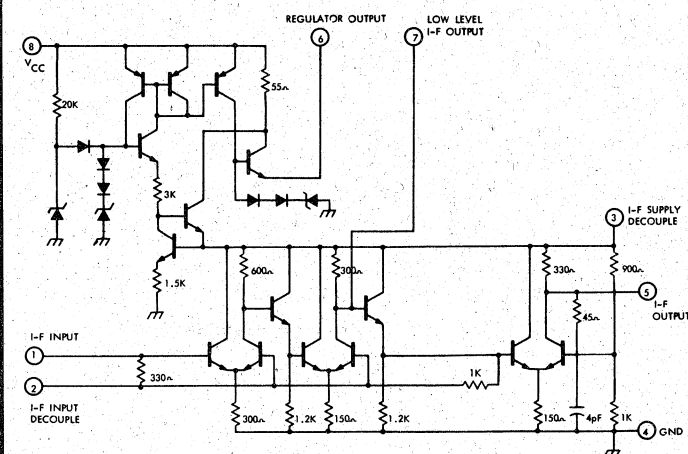 REGULATOR OUTPUT
6
LOW LEVEL
I-F OUTPUT
7
8
VCC
20K
55Ω
3K
1.5K
3
I-F SUPPLY
DECOUPLE
600Ω
300Ω
330Ω
900Ω
5
I-F
OUTPUT
45Ω
I-F INPUT
1
330Ω
2
I-F INPUT
DECOUPLE
1K
300Ω
1.2K
150Ω
1.2K
150Ω
4pF
1K
4
GND